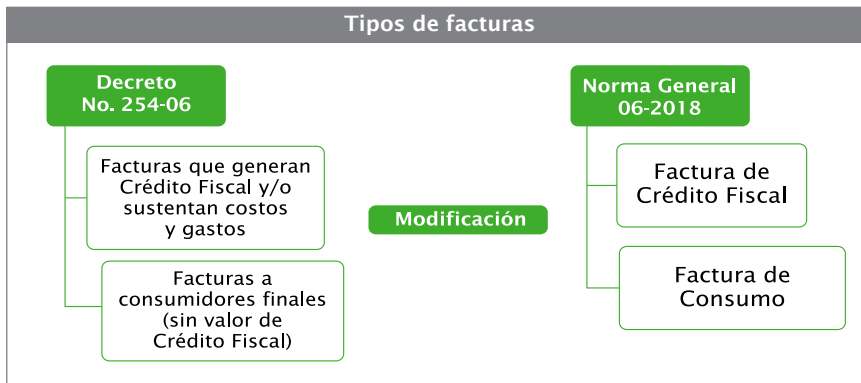 Tipos de facturas
Decreto
No. 254-06
Facturas que generan
Crédito Fiscal y/o
sustentan costos
y gastos
Facturas a
consumidores finales
(sin valor de
Crédito Fiscal)
Modificación
Norma General
06-2018
Factura de
Crédito Fiscal
Factura de
Consumo